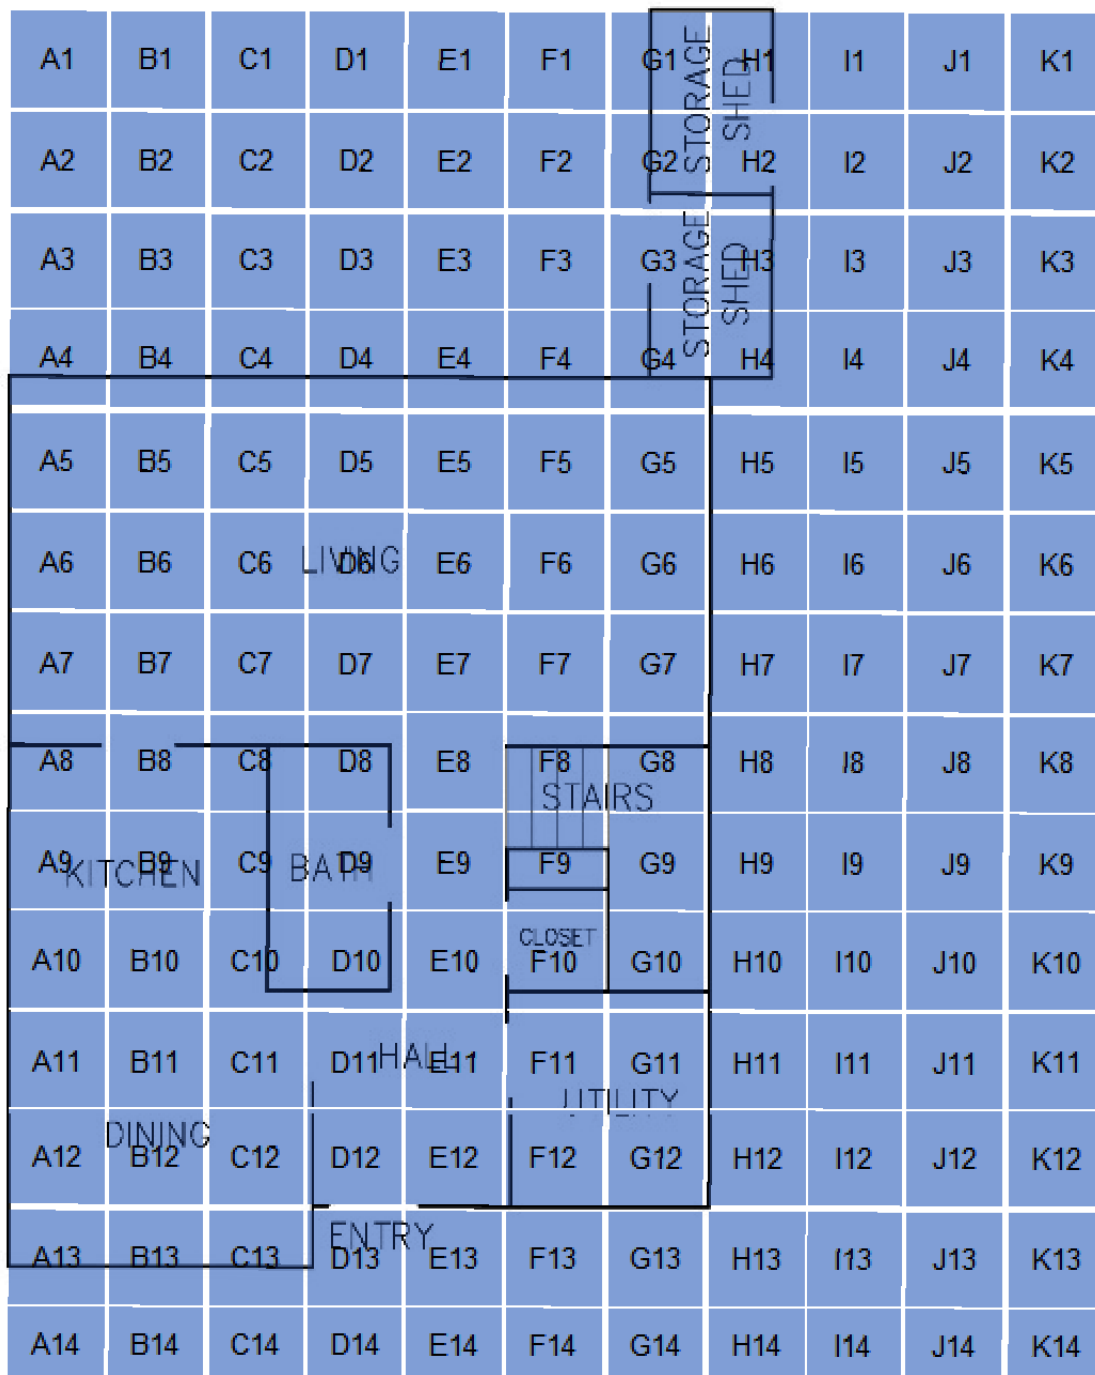 A1 B1 C1 D1 E1 F1 G1 H1 I1 J1 K1
STORAGE SHED
A2 B2 C2 D2 E2 F2 G2 H2 I2 J2 K2
A3 B3 C3 D3 E3 F3 G3 H3 I3 J3 K3
STORAGE SHED
A4 B4 C4 D4 E4 F4 G4 H4 I4 J4 K4
A5 B5 C5 D5 E5 F5 G5 H5 I5 J5 K5
A6 B6 C6 D6 E6 F6 G6 H6 I6 J6 K6
LIVING
A7 B7 C7 D7 E7 F7 G7 H7 I7 J7 K7
A8 B8 C8 D8 E8 F8 G8 H8 I8 J8 K8
STAIRS
A9 B9 C9 D9 E9 F9 G9 H9 I9 J9 K9
KITCHEN BATH
CLOSET
A10 B10 C10 D10 E10 F10 G10 H10 I10 J10 K10
HALL
A11 B11 C11 D11 E11 F11 G11 H11 I11 J11 K11
UTILITY
DINING
A12 B12 C12 D12 E12 F12 G12 H12 I12 J12 K12
ENTRY
A13 B13 C13 D13 E13 F13 G13 H13 I13 J13 K13
A14 B14 C14 D14 E14 F14 G14 H14 I14 J14 K14